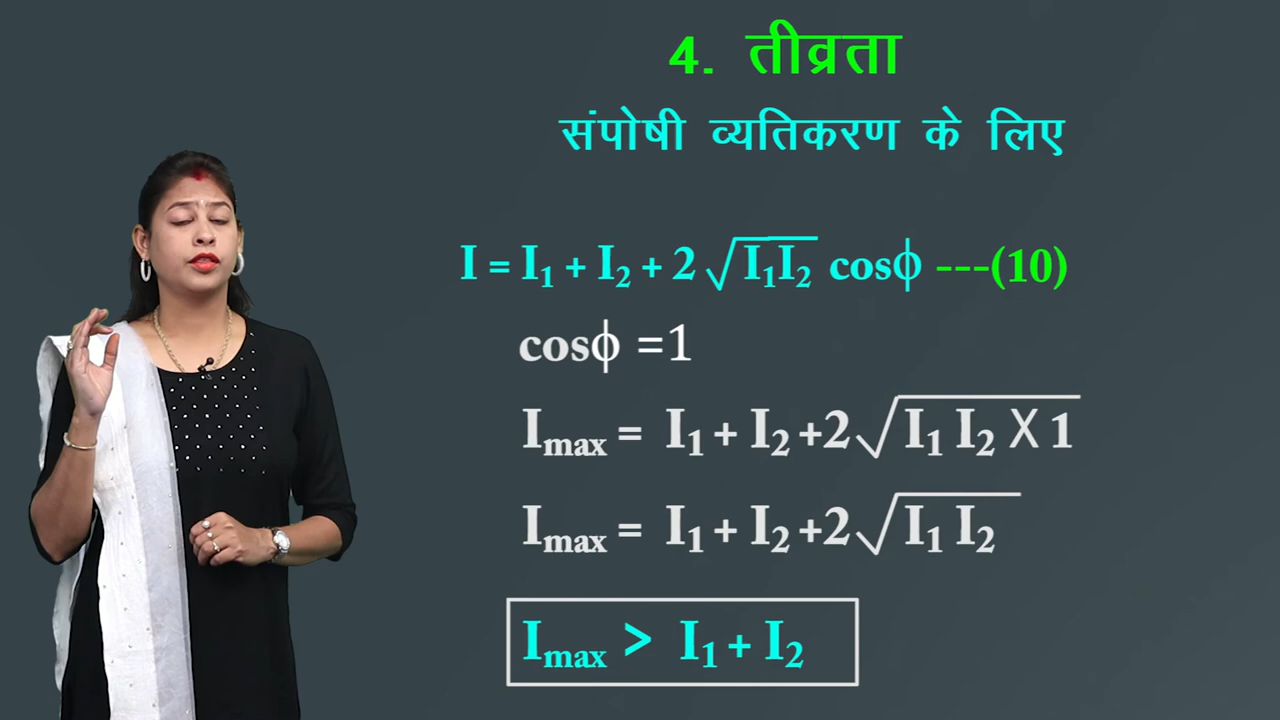 4. तीव्रता
संपोषी व्यतिकरण के लिए
I = I₁ + I₂ + 2 √I₁I₂ cosϕ ---(10)
cosϕ =1
Iₘₐₓ = I₁ + I₂ +2√I₁ I₂ X 1
Iₘₐₓ = I₁ + I₂ +2√I₁ I₂
Iₘₐₓ > I₁ + I₂